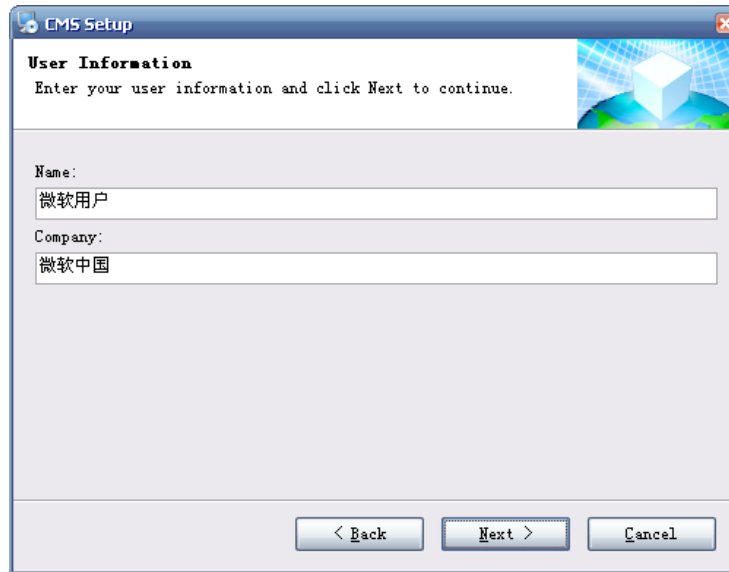 CMS Setup
User Information
Enter your user information and click Next to continue.
Name:
微软用户
Company:
微软中国
< Back
Next >
Cancel